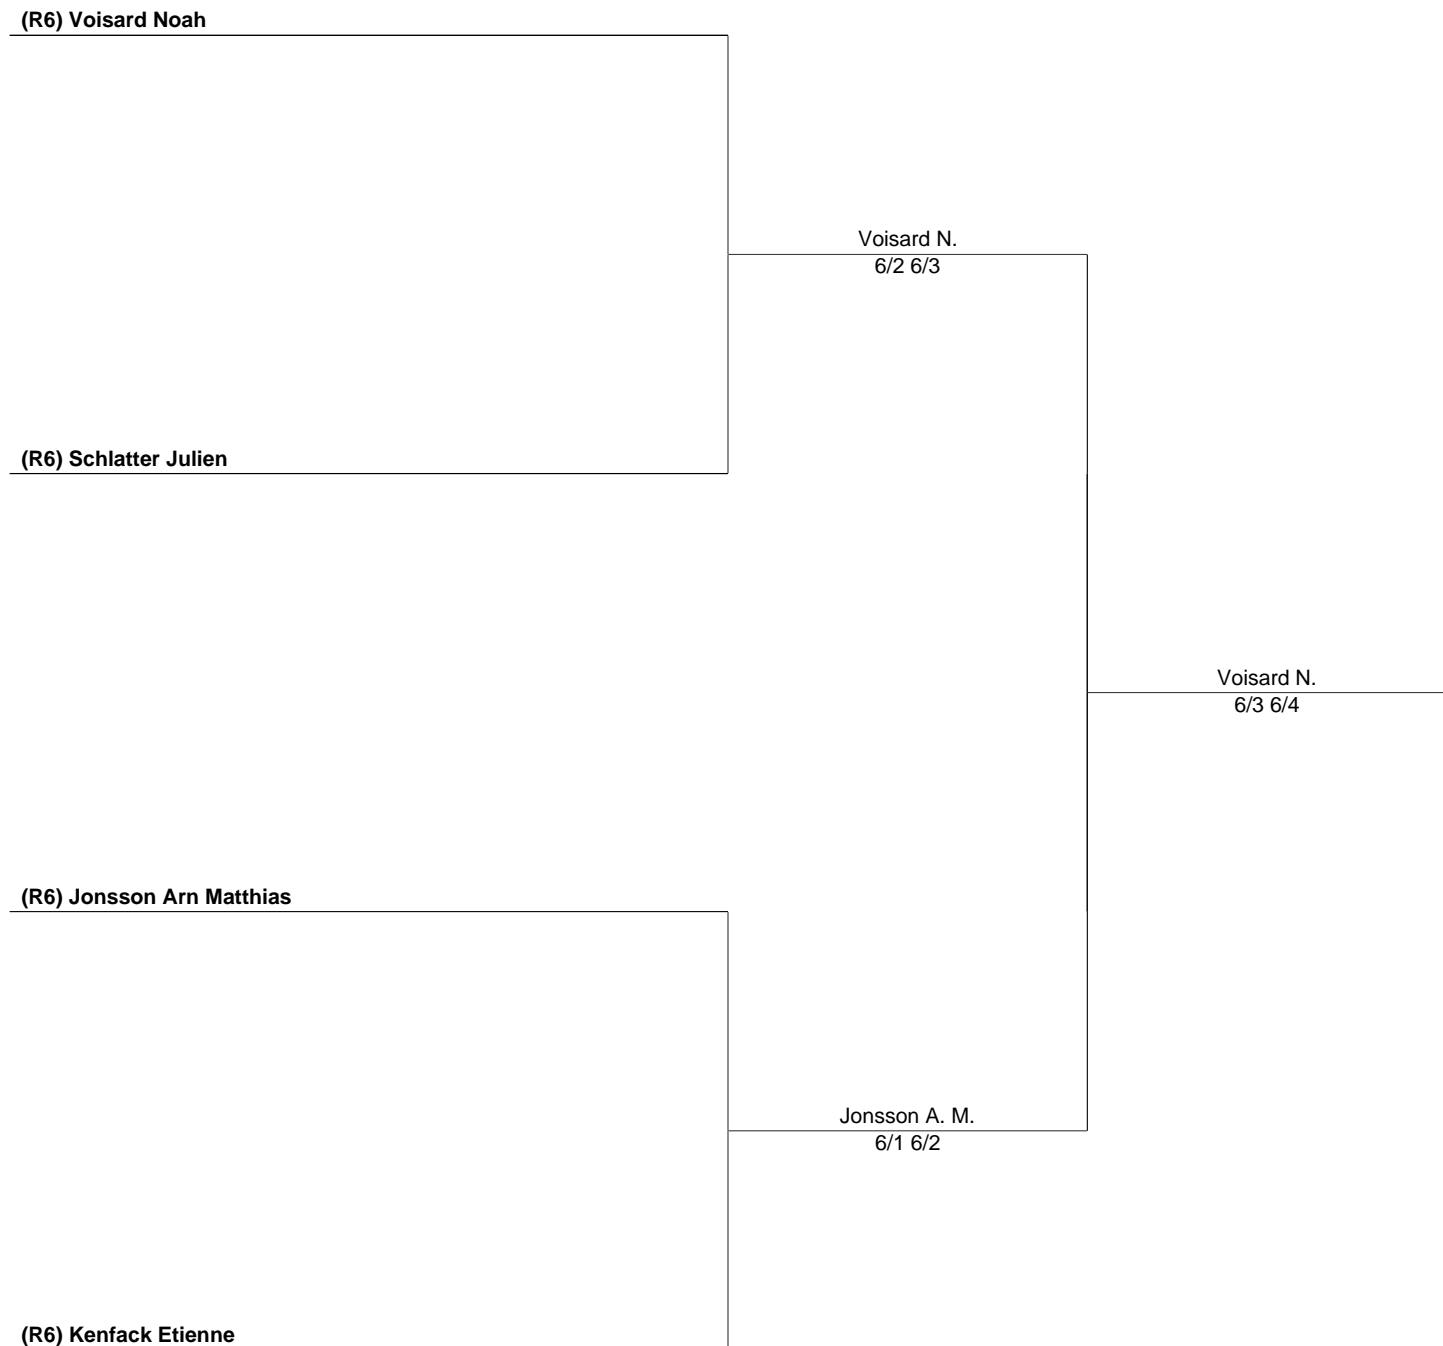 (R6) Voisard Noah
Voisard N.
6/2 6/3
(R6) Schlatter Julien
Voisard N.
6/3 6/4
(R6) Jonsson Arn Matthias
Jonsson A. M.
6/1 6/2
(R6) Kenfack Etienne